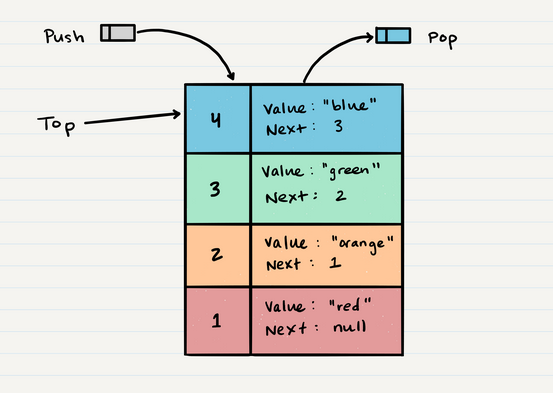 Push
Pop
Top
4
Value: "blue"
Next: 3
3
Value: "green"
Next: 2
2
Value: "orange"
Next: 1
1
Value: "red"
Next: null